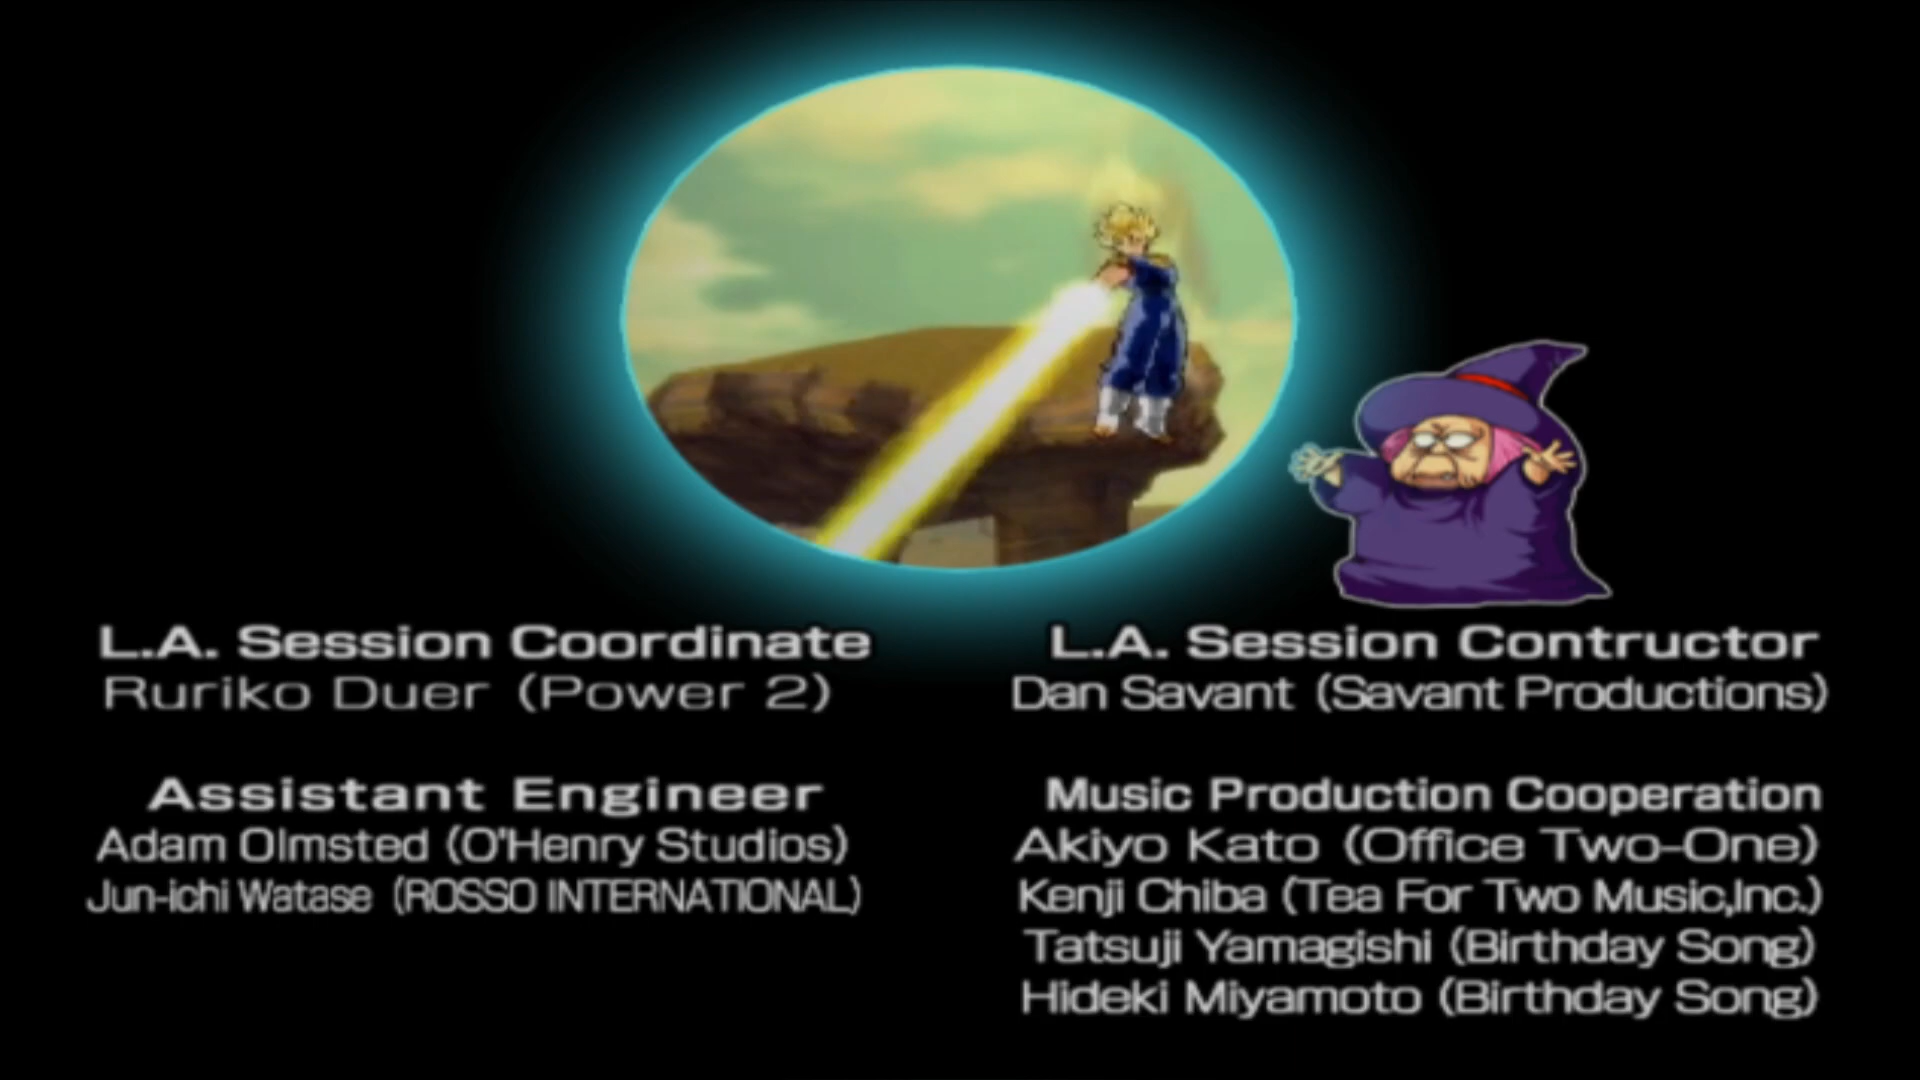 L.A. Session Coordinate
Ruriko Duer (Power 2)
L.A. Session Contructor
Dan Savant (Savant Productions)
Assistant Engineer
Adam Olmsted (O'Henry Studios)
Jun-ichi Watase (ROSSO INTERNATIONAL)
Music Production Cooperation
Akiyo Kato (Office Two-One)
Kenji Chiba (Tea For Two Music,Inc.)
Tatsuji Yamagishi (Birthday Song)
Hideki Miyamoto (Birthday Song)